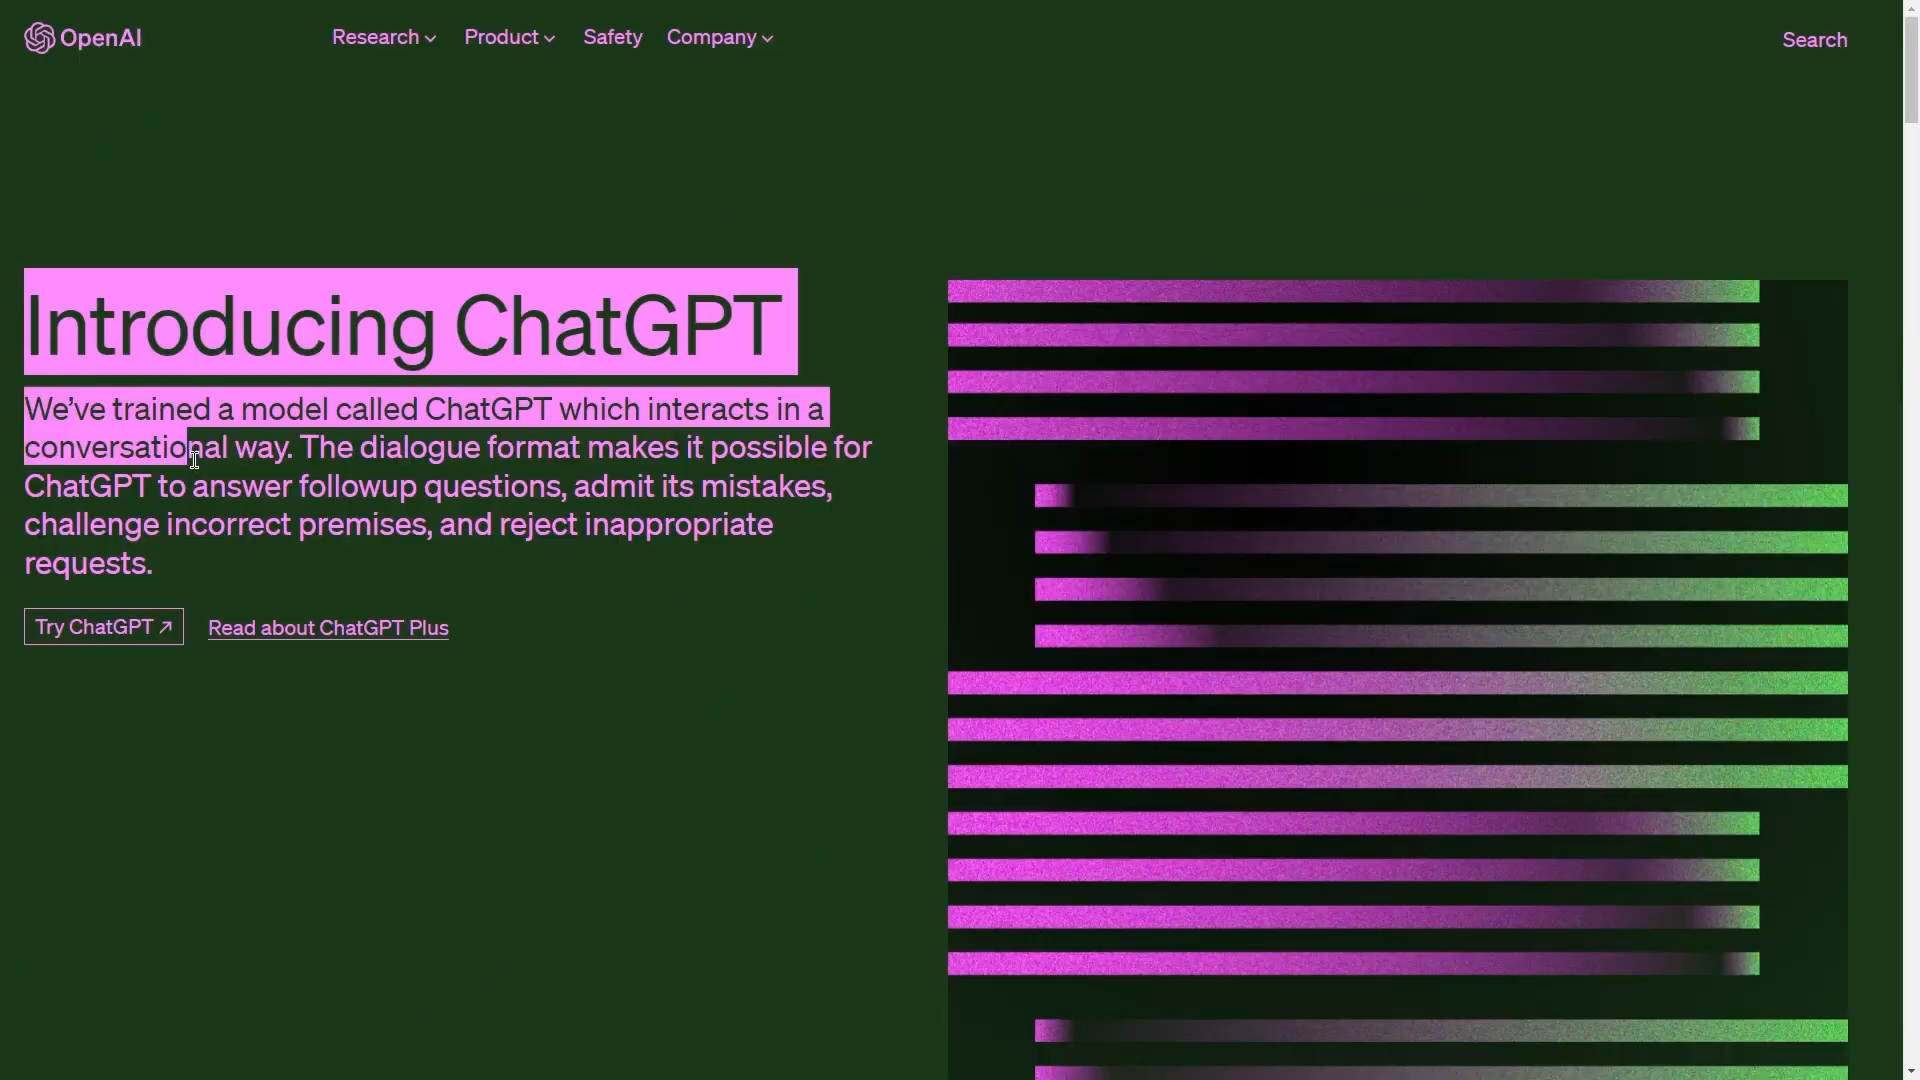 OpenAI
Research
Product
Safety
Company
Search
Introducing ChatGPT
We’ve trained a model called ChatGPT which interacts in a
conversational way. The dialogue format makes it possible for
ChatGPT to answer followup questions, admit its mistakes,
challenge incorrect premises, and reject inappropriate
requests.
Try ChatGPT ↗
Read about ChatGPT Plus